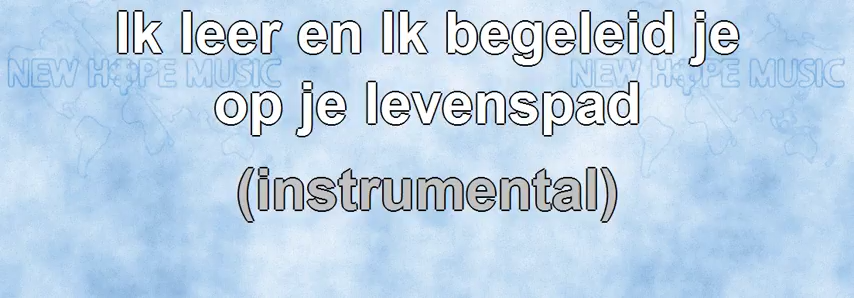 Ik leer en Ik begeleid je
NEW HOPE MUSIC NEW HOPE MUSIC
op je levenspad
(instrumental)